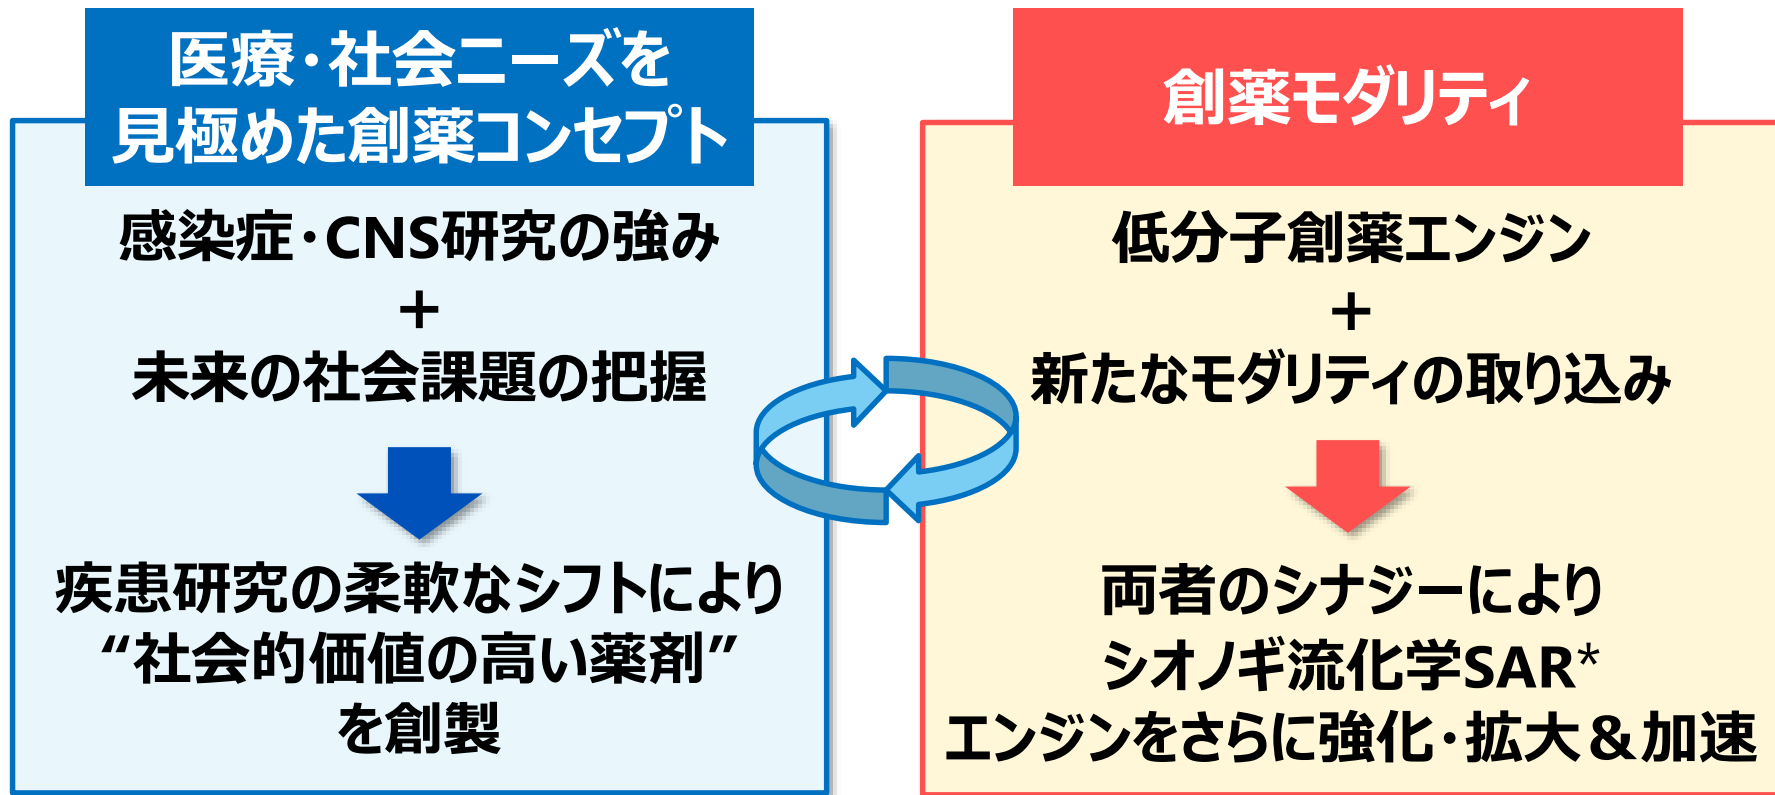 医療・社会ニーズを
見極めた創薬コンセプト
感染症・CNS研究の強み
+
未来の社会課題の把握
疾患研究の柔軟なシフトにより
“社会的価値の高い薬剤”
を創製
創薬モダリティ
低分子創薬エンジン
+
新たなモダリティの取り込み
両者のシナジーにより
シオノギ流化学SAR*
エンジンをさらに強化・拡大＆加速